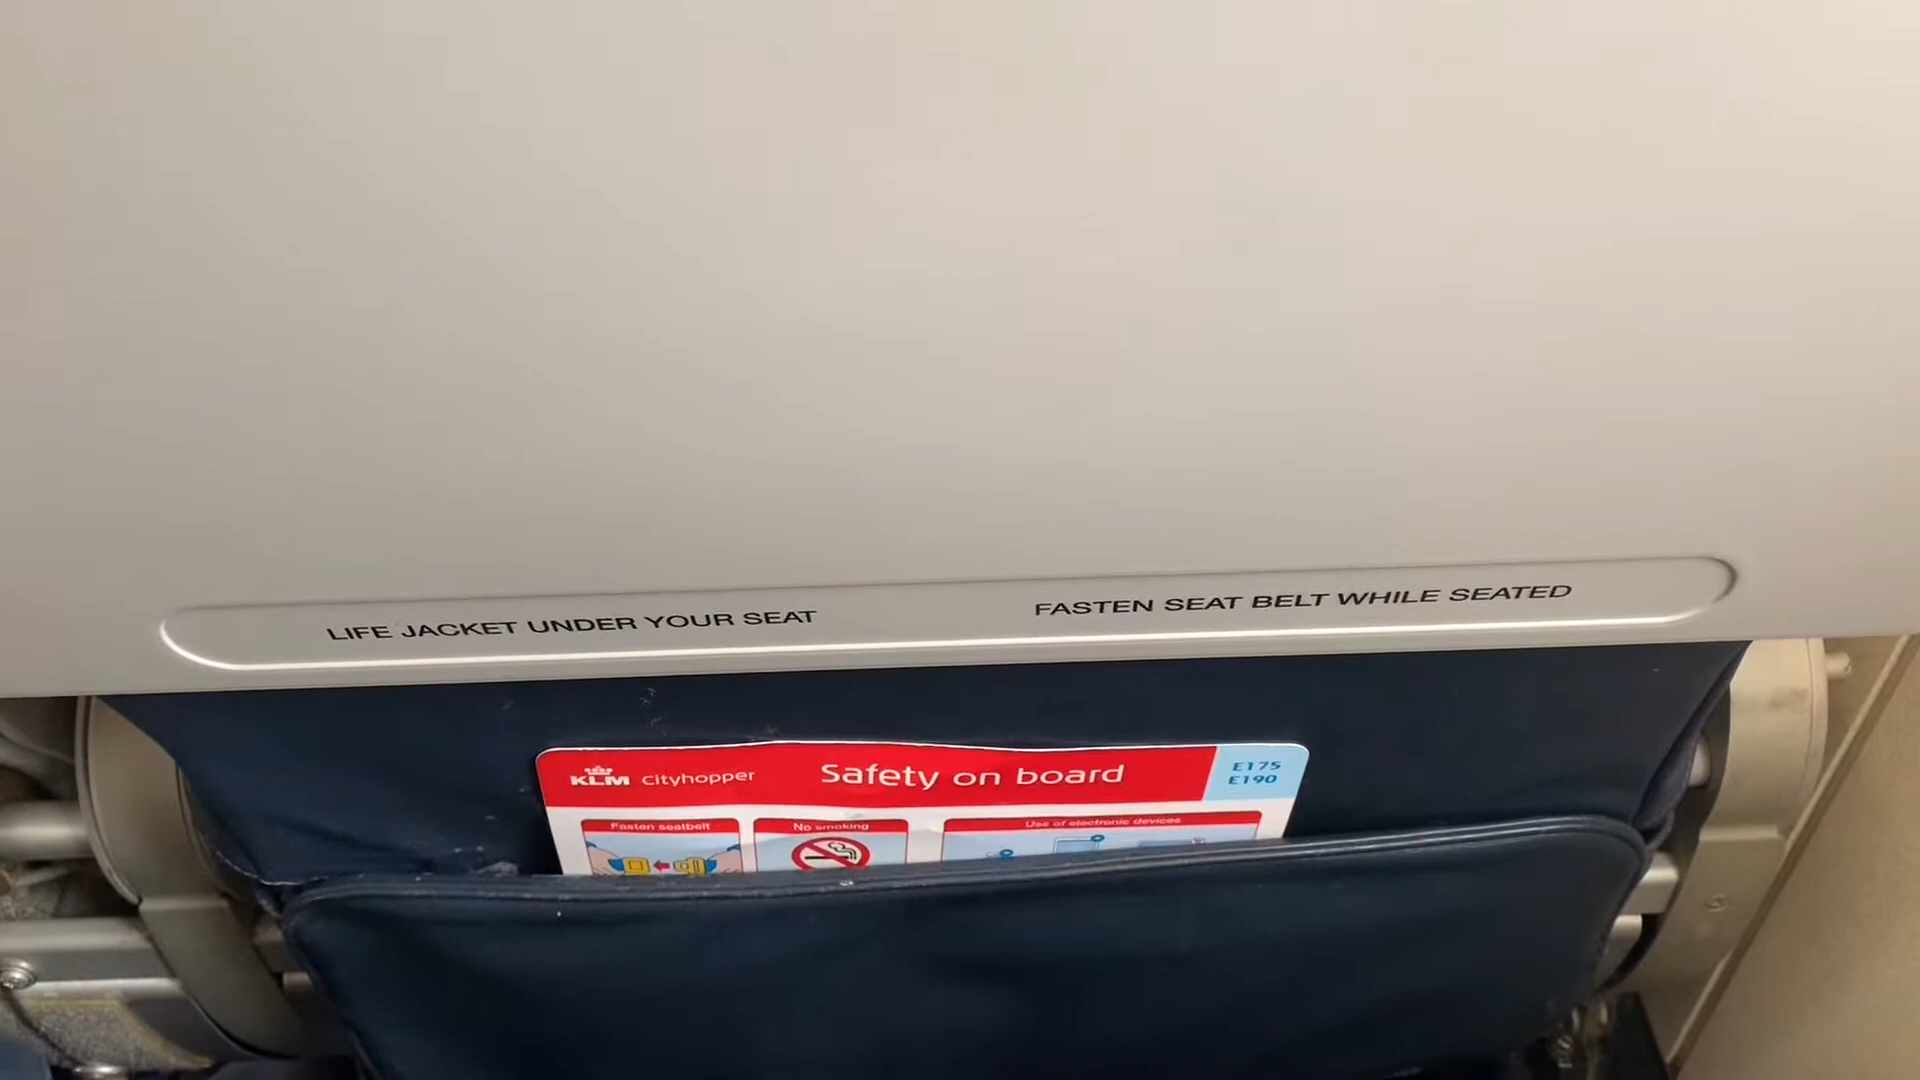 LIFE JACKET UNDER YOUR SEAT
FASTEN SEAT BELT WHILE SEATED
KLM Cityhopper
Safety on board
E175
E190
Fasten seatbelt
No smoking
Use of electronic devices